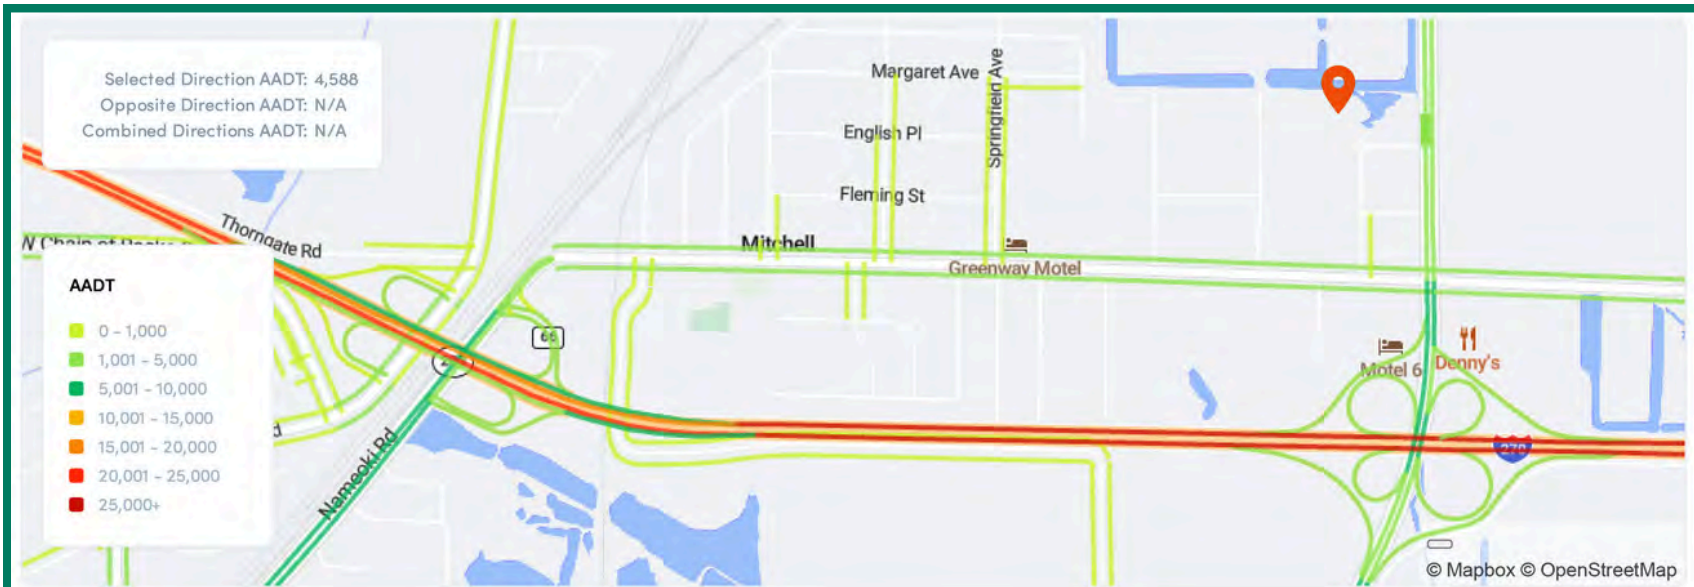 Selected Direction AADT: 4,588
Opposite Direction AADT: N/A
Combined Directions AADT: N/A
Margaret Ave
Springfield Ave
English Pl
Fleming St
Thorngate Rd
W Chain of Rocks
Mitchell
Greenway Motel
AADT
0 - 1,000
1,001 - 5,000
5,001 - 10,000
10,001 - 15,000
15,001 - 20,000
20,001 - 25,000
25,000+
Motel 6
Denny's
270
Nameoki Rd
© Mapbox © OpenStreetMap